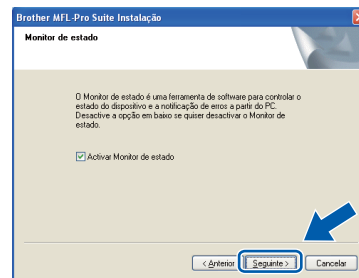 Brother MFL-Pro Suite Instalação
Monitor de estado
O Monitor de estado é uma ferramenta de software para controlar o
estado do dispositivo e a notificação de erros a partir do PC.
Desactive a opção em baixo se quiser desactivar o Monitor de
estado.
Activar Monitor de estado
< Anterior
Seguinte >
Cancelar